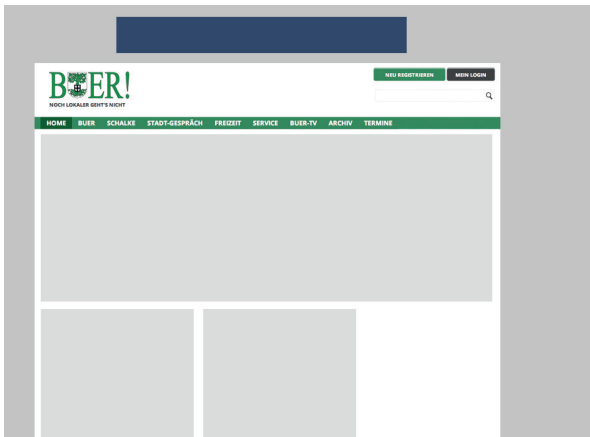 NEU REGISTRIEREN MEIN LOGIN
BUER!
NOCH LOKALER GEHT'S NICHT
HOME BUER SCHALKE STADT-GESPRÄCH FREIZEIT SERVICE BUER-TV ARCHIV TERMINE